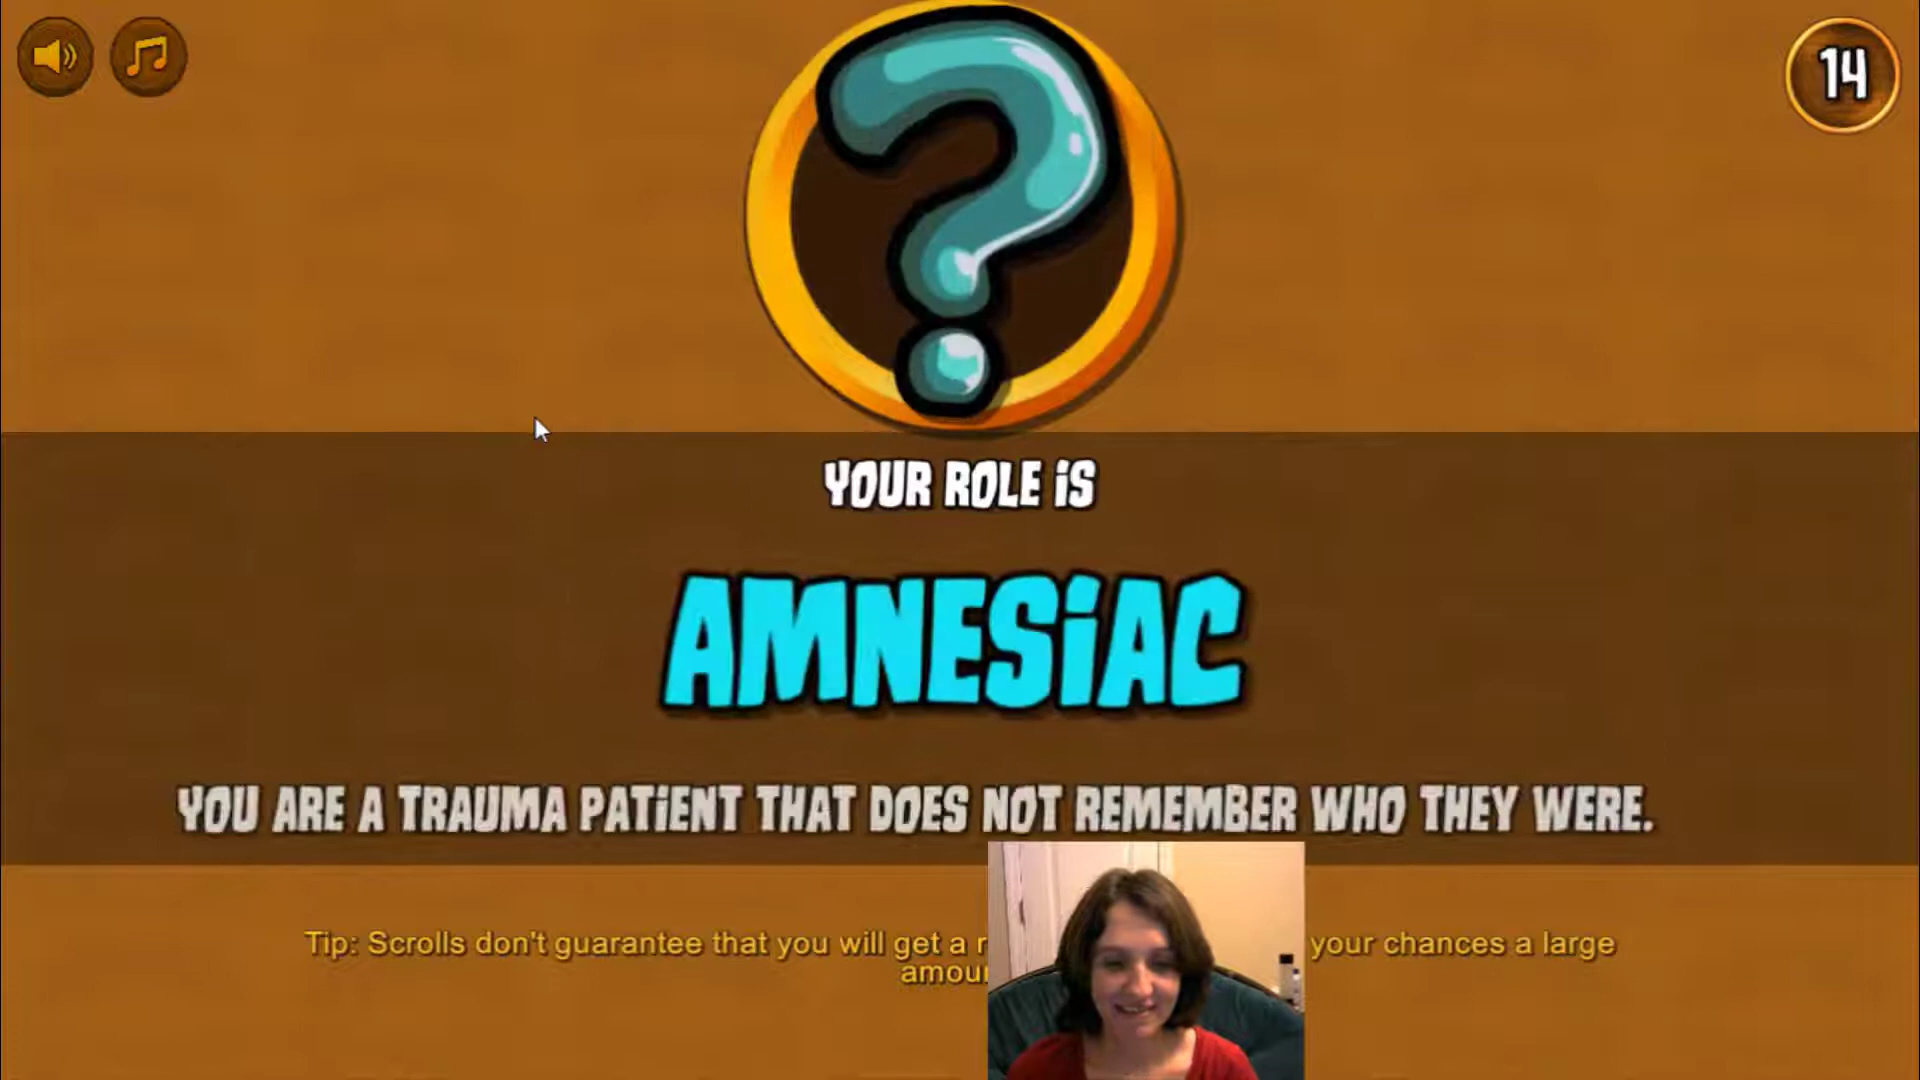 14
YOUR ROLE IS
AMNESIAC
YOU ARE A TRAUMA PATIENT THAT DOES NOT REMEMBER WHO THEY WERE.
Tip: Scrolls don't guarantee that you will get a your chances a large